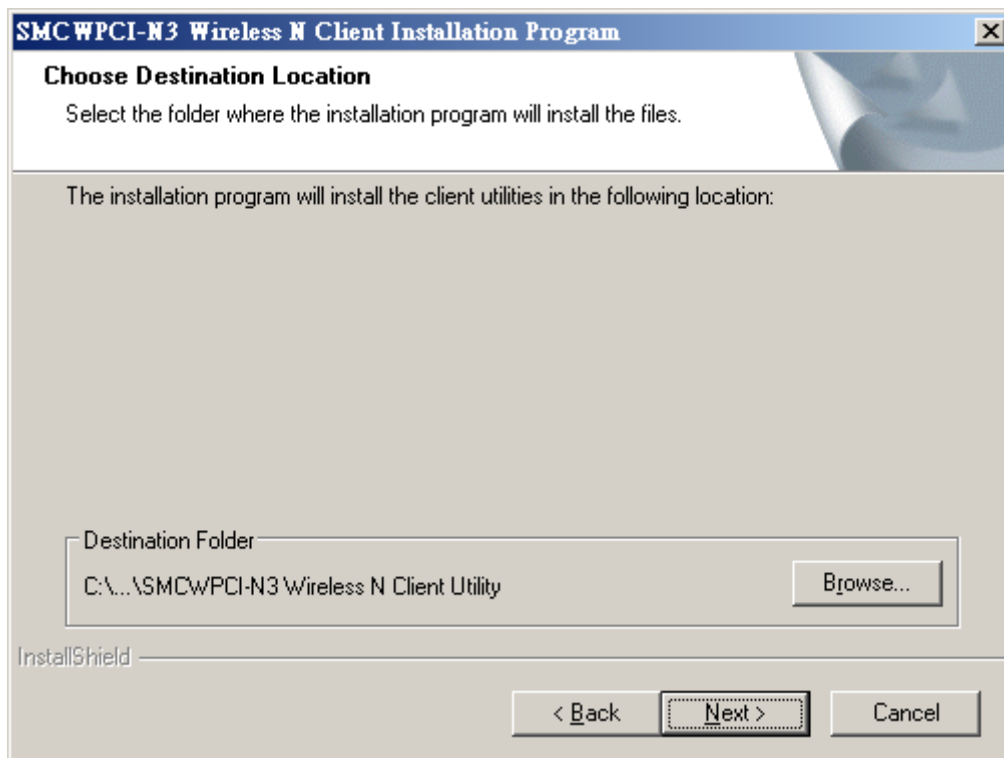 SMCWPCI-N3 Wireless N Client Installation Program
Choose Destination Location
Select the folder where the installation program will install the files.
The installation program will install the client utilities in the following location:
Destination Folder
C:\...\SMCWPCI-N3 Wireless N Client Utility
Browse...
InstallShield
< Back
Next >
Cancel